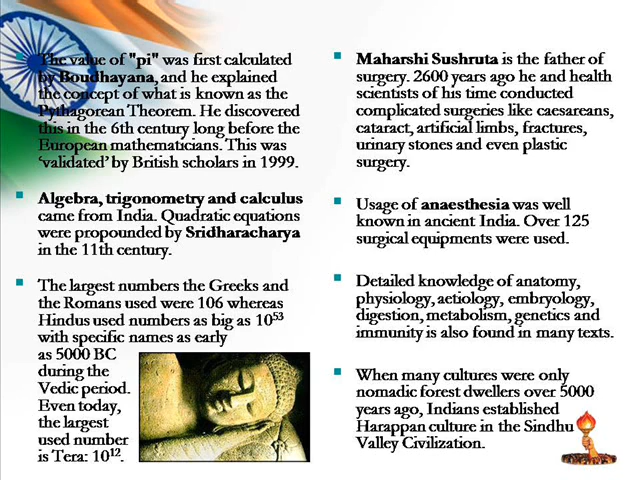 The value of "pi" was first calculated
by Boudhayana, and he explained
the concept of what is known as the
Pythagorean Theorem. He discovered
this in the 6th century long before the
European mathematicians. This was
‘validated’ by British scholars in 1999.
Algebra, trigonometry and calculus
came from India. Quadratic equations
were propounded by Sridharacharya
in the 11th century.
The largest numbers the Greeks and
the Romans used were 106 whereas
Hindus used numbers as big as 10⁵³
with specific names as early
as 5000 BC
during the
Vedic period.
Even today,
the largest
used number
is Tera: 10¹².
Maharshi Sushruta is the father of
surgery. 2600 years ago he and health
scientists of his time conducted
complicated surgeries like caesareans,
cataract, artificial limbs, fractures,
urinary stones and even plastic
surgery.
Usage of anaesthesia was well
known in ancient India. Over 125
surgical equipments were used.
Detailed knowledge of anatomy,
physiology, aetiology, embryology,
digestion, metabolism, genetics and
immunity is also found in many texts.
When many cultures were only
nomadic forest dwellers over 5000
years ago, Indians established
Harappan culture in the Sindhu
Valley Civilization.